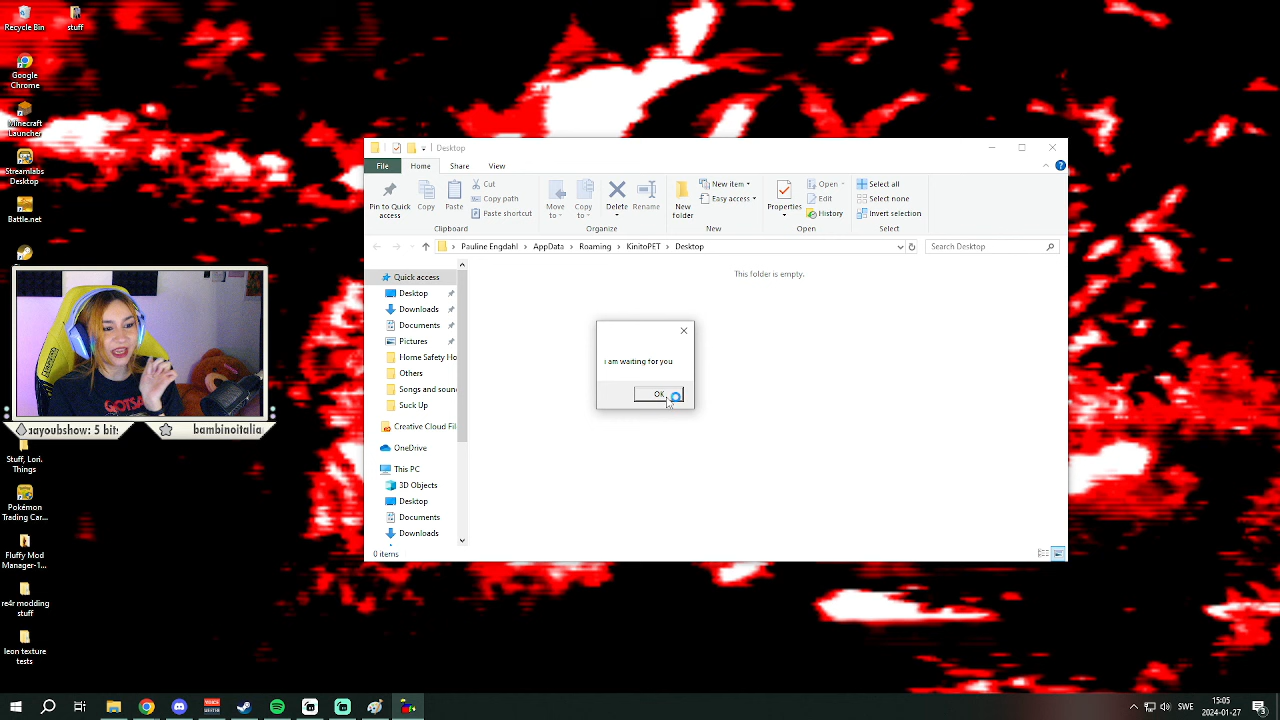 Recycle Bin
stuff
Google
Chrome
Minecraft
Launcher
Streamlabs
Desktop
Battle.net
Stuff, Lori.
Things
Pokémon
Trading Car...
Fluffy Mod
Manager-1...
re4r modding
stuff
leon texture
tests
zayoubshow: 5 bits
bambinoitalia
Desktop
File
Home
Share
View
Pin to Quick
access
Copy
Paste
Cut
Copy path
Paste shortcut
Clipboard
Move
to
Copy
to
Delete
Rename
Organize
New
folder
New item
Easy access
New
Properties
Open
Edit
History
Open
Select all
Select none
Invert selection
Select
Pauline Engdahl > AppData > Roaming > KinitoPET > Desktop
Search Desktop
This folder is empty.
Quick access
Desktop
Downloads
Documents
Pictures
Home Safety Ho
Others
Songs and soun
Suck Up
Creative Cloud Fil
OneDrive
This PC
3D Objects
Desktop
Documents
Downloads
0 items
i am waiting for you
OK
SWE
15:05
2024-01-27